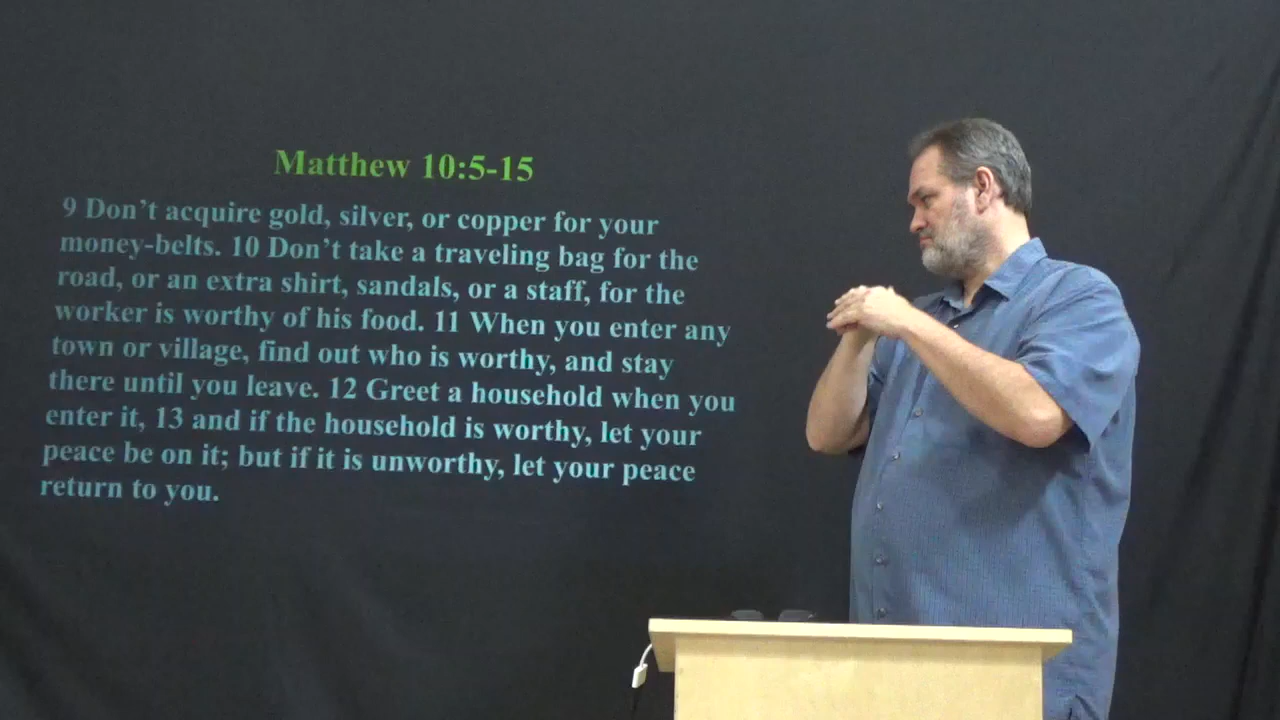 Matthew 10:5-15
9 Don't acquire gold, silver, or copper for your
money-belts. 10 Don't take a traveling bag for the
road, or an extra shirt, sandals, or a staff, for the
worker is worthy of his food. 11 When you enter any
town or village, find out who is worthy, and stay
there until you leave. 12 Greet a household when you
enter it, 13 and if the household is worthy, let your
peace be on it; but if it is unworthy, let your peace
return to you.